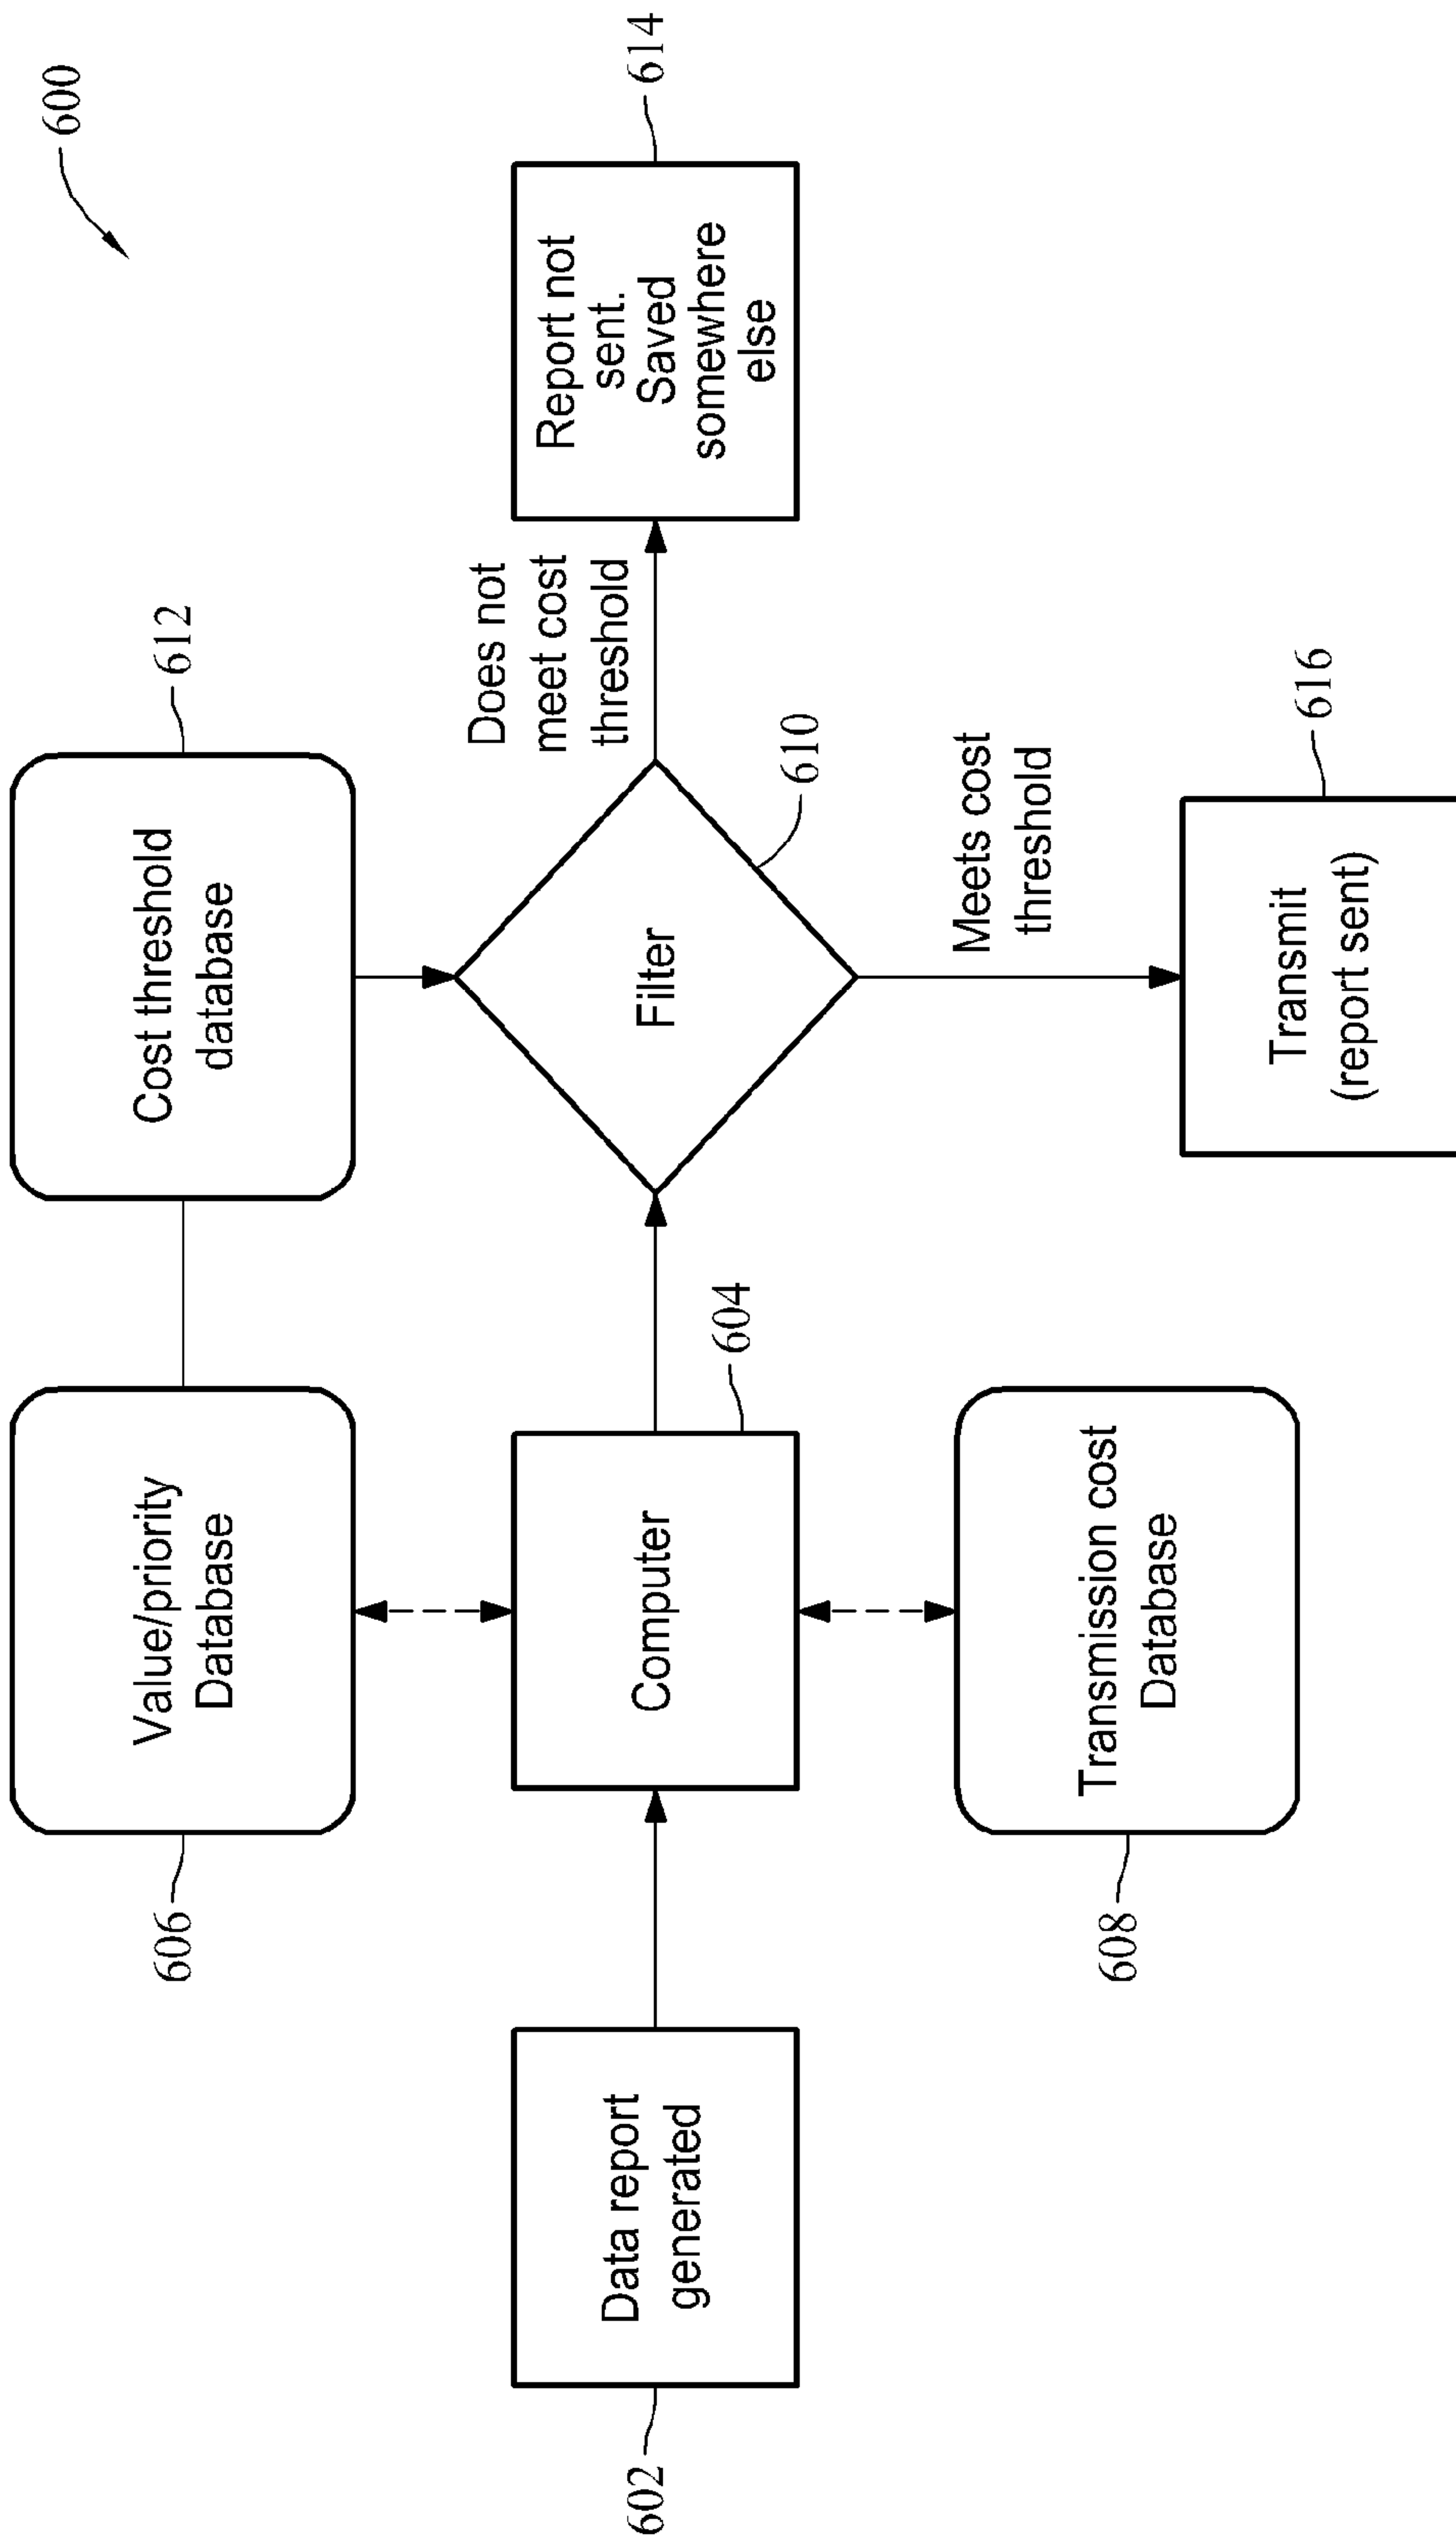 600
606
Value/priority
Database
Cost threshold
database
612
602
Data report
generated
Computer
604
Filter
610
Does not
meet cost
threshold
Report not
sent.
Saved
somewhere
else
614
608
Transmission cost
Database
Meets cost
threshold
Transmit
(report sent)
616